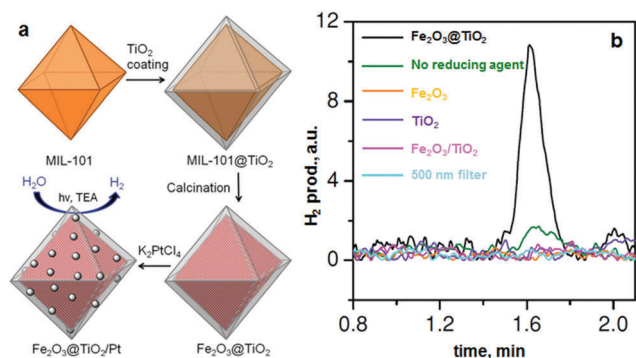 a
TiO₂
coating
MIL-101
MIL-101@TiO₂
H₂O
H₂
hν, TEA
Calcination
K₂PtCl₄
Fe₂O₃@TiO₂/Pt
Fe₂O₃@TiO₂
b
H₂ prod., a.u.
12
8
4
0
Fe₂O₃@TiO₂
No reducing agent
Fe₂O₃
TiO₂
Fe₂O₃/TiO₂
500 nm filter
0.8 1.2 1.6 2.0
time, min